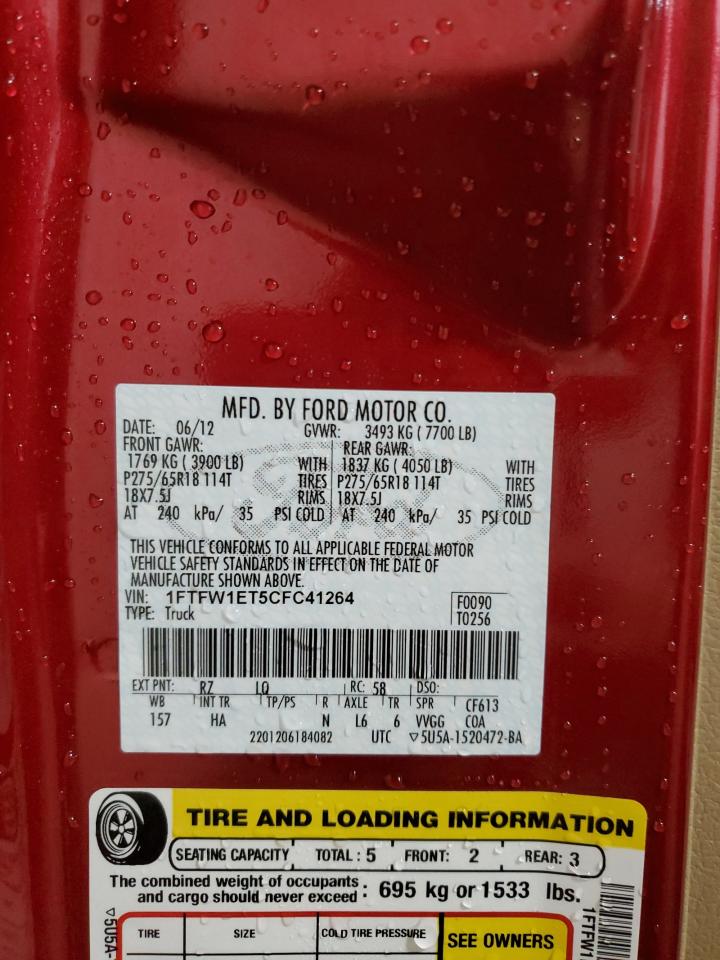 MFD. BY FORD MOTOR CO.
DATE: 06/12 GVWR: 3493 KG ( 7700 LB)
FRONT GAWR: REAR GAWR:
1769 KG ( 3900 LB) WITH 1837 KG ( 4050 LB) WITH
P275/65R18 114T TIRES P275/65R18 114T TIRES
18X7.5J RIMS 18X7.5J RIMS
AT 240 kPa/ 35 PSI COLD AT 240 kPa/ 35 PSI COLD
THIS VEHICLE CONFORMS TO ALL APPLICABLE FEDERAL MOTOR
VEHICLE SAFETY STANDARDS IN EFFECT ON THE DATE OF
MANUFACTURE SHOWN ABOVE.
VIN: 1FTFW1ET5CFC41264 F0090
TYPE: Truck T0256
EXT PNT: RZ LQ RC: 58 DSO:
WB INT TR TP/PS R AXLE TR SPR CF613
157 HA N L6 6 VVGG COA
2201206184082 UTC ▽5U5A-1520472-BA
TIRE AND LOADING INFORMATION
SEATING CAPACITY TOTAL : 5 FRONT: 2 REAR: 3
The combined weight of occupants
and cargo should never exceed : 695 kg or 1533 lbs.
TIRE SIZE COLD TIRE PRESSURE SEE OWNERS
▽5U5A-
1FTFW1